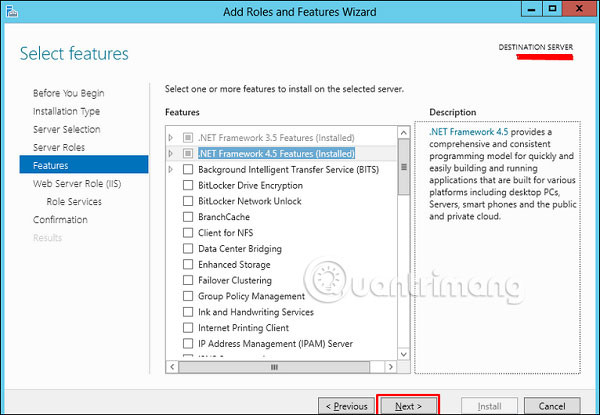 Add Roles and Features Wizard
Select features
DESTINATION SERVER
Before You Begin
Installation Type
Server Selection
Server Roles
Features
Web Server Role (IIS)
Role Services
Confirmation
Results
Select one or more features to install on the selected server.
Features
.NET Framework 3.5 Features (Installed)
.NET Framework 4.5 Features (Installed)
Background Intelligent Transfer Service (BITS)
BitLocker Drive Encryption
BitLocker Network Unlock
BranchCache
Client for NFS
Data Center Bridging
Enhanced Storage
Failover Clustering
Group Policy Management
Ink and Handwriting Services
Internet Printing Client
IP Address Management (IPAM) Server
Description
.NET Framework 4.5 provides a
comprehensive and consistent
programming model for quickly and
easily building and running
applications that are built for various
platforms including desktop PCs,
Servers, smart phones and the public
and private cloud.
Quantrimang
< Previous
Next >
Install
Cancel